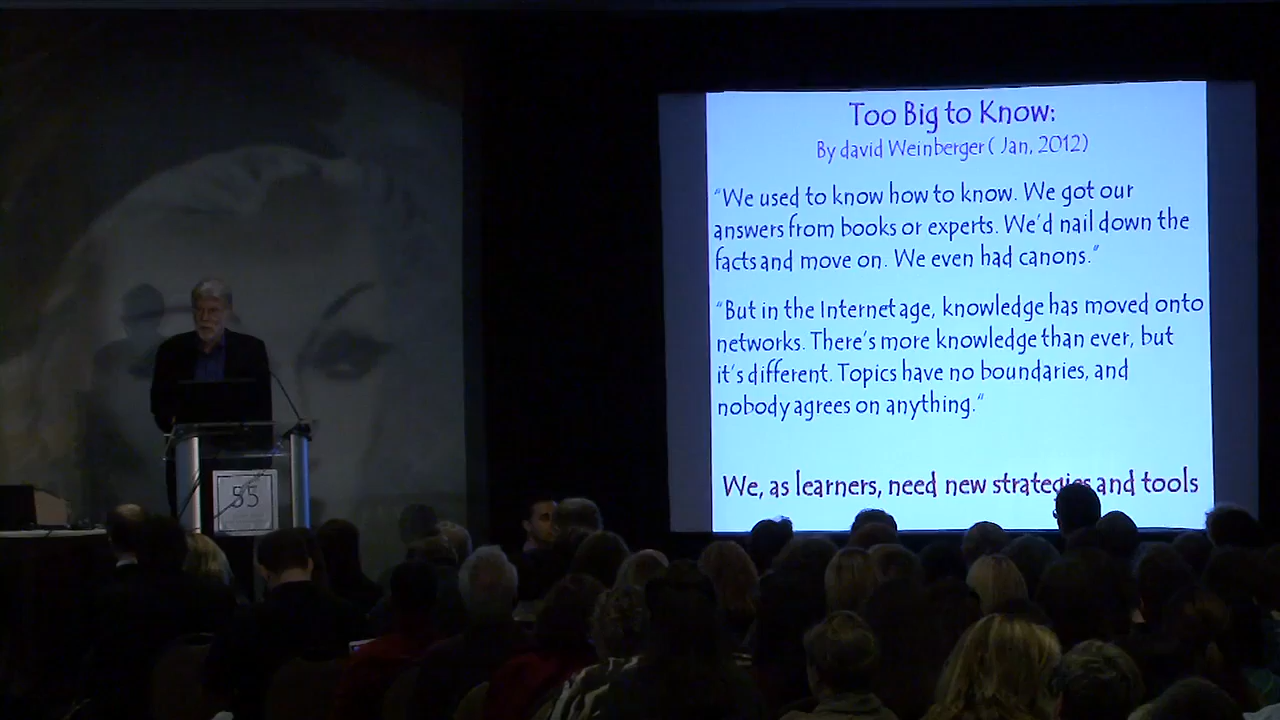 Too Big to Know:
By david Weinberger ( Jan, 2012)
“We used to know how to know. We got our
answers from books or experts. We’d nail down the
facts and move on. We even had canons.”
“But in the Internet age, knowledge has moved onto
networks. There’s more knowledge than ever, but
it’s different. Topics have no boundaries, and
nobody agrees on anything.“
We, as learners, need new strategies and tools
55